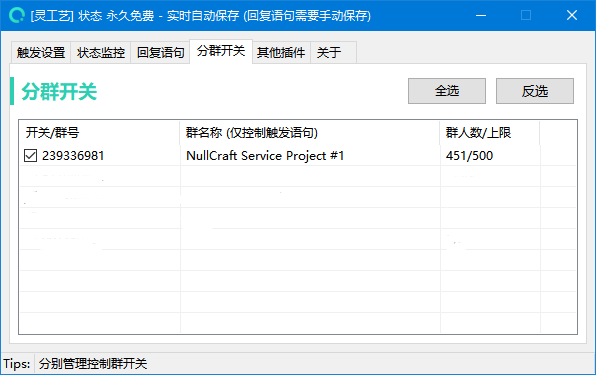 [灵工艺] 状态 永久免费 - 实时自动保存 (回复语句需要手动保存)
触发设置 状态监控 回复语句 分群开关 其他插件 关于
分群开关 全选 反选
开关/群号 群名称 (仅控制触发语句) 群人数/上限
239336981 NullCraft Service Project #1 451/500
Tips: 分别管理控制群开关